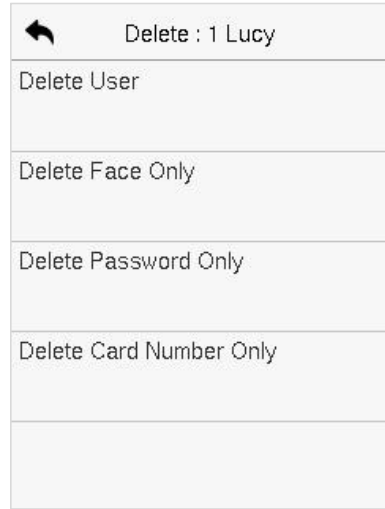 Delete : 1 Lucy
Delete User
Delete Face Only
Delete Password Only
Delete Card Number Only